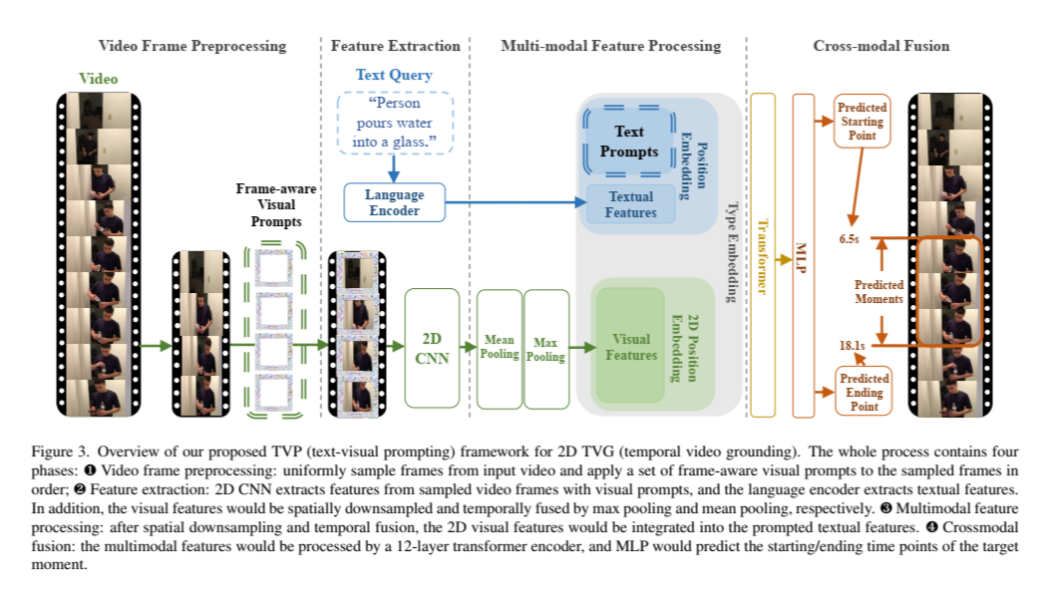 Video Frame Preprocessing
Feature Extraction
Multi-modal Feature Processing
Cross-modal Fusion
Video
Text Query
“Person
pours water
into a glass.”
Language
Encoder
Frame-aware
Visual
Prompts
2D
CNN
Mean
Pooling
Max
Pooling
Text
Prompts
Textual
Features
Position
Embedding
Visual
Features
2D Position
Embedding
Type Embedding
Transformer
MLP
Predicted
Starting
Point
6.5s
Predicted
Moments
18.1s
Predicted
Ending
Point
Figure 3. Overview of our proposed TVP (text-visual prompting) framework for 2D TVG (temporal video grounding). The whole process contains four
phases: ❶ Video frame preprocessing: uniformly sample frames from input video and apply a set of frame-aware visual prompts to the sampled frames in
order; ❷ Feature extraction: 2D CNN extracts features from sampled video frames with visual prompts, and the language encoder extracts textual features.
In addition, the visual features would be spatially downsampled and temporally fused by max pooling and mean pooling, respectively. ❸ Multimodal feature
processing: after spatial downsampling and temporal fusion, the 2D visual features would be integrated into the prompted textual features. ❹ Crossmodal
fusion: the multimodal features would be processed by a 12-layer transformer encoder, and MLP would predict the starting/ending time points of the target
moment.